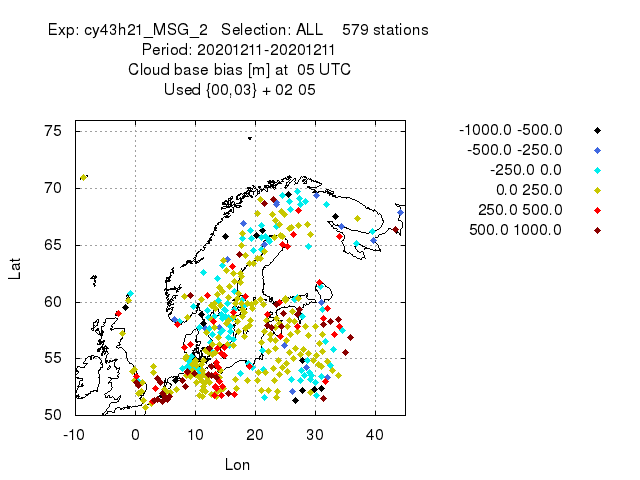 Exp: cy43h21_MSG_2 Selection: ALL 579 stations
Period: 20201211-20201211
Cloud base bias [m] at 05 UTC
Used {00,03} + 02 05
-1000.0 -500.0
-500.0 -250.0
-250.0 0.0
0.0 250.0
250.0 500.0
500.0 1000.0
75
70
65
60
55
50
Lat
-10 0 10 20 30 40
Lon